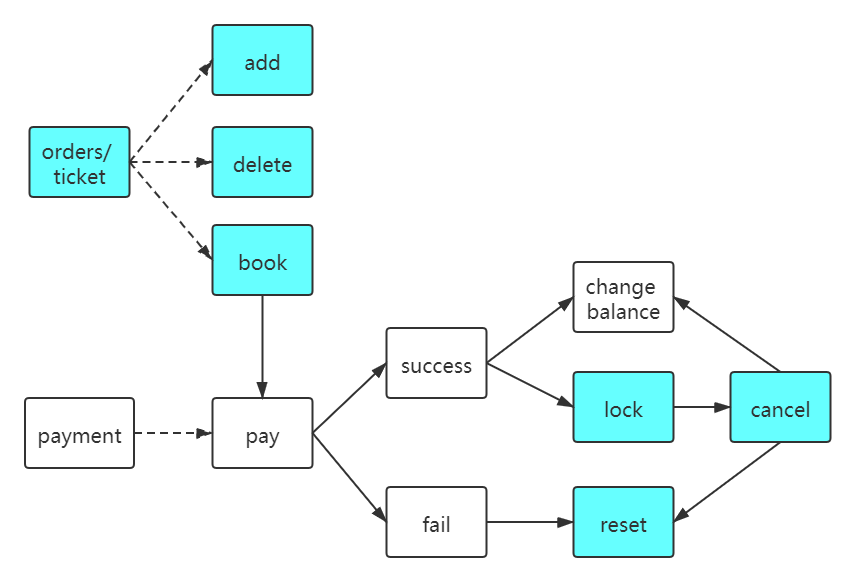 add
orders/
ticket
delete
book
change
balance
success
lock
cancel
payment
pay
fail
reset